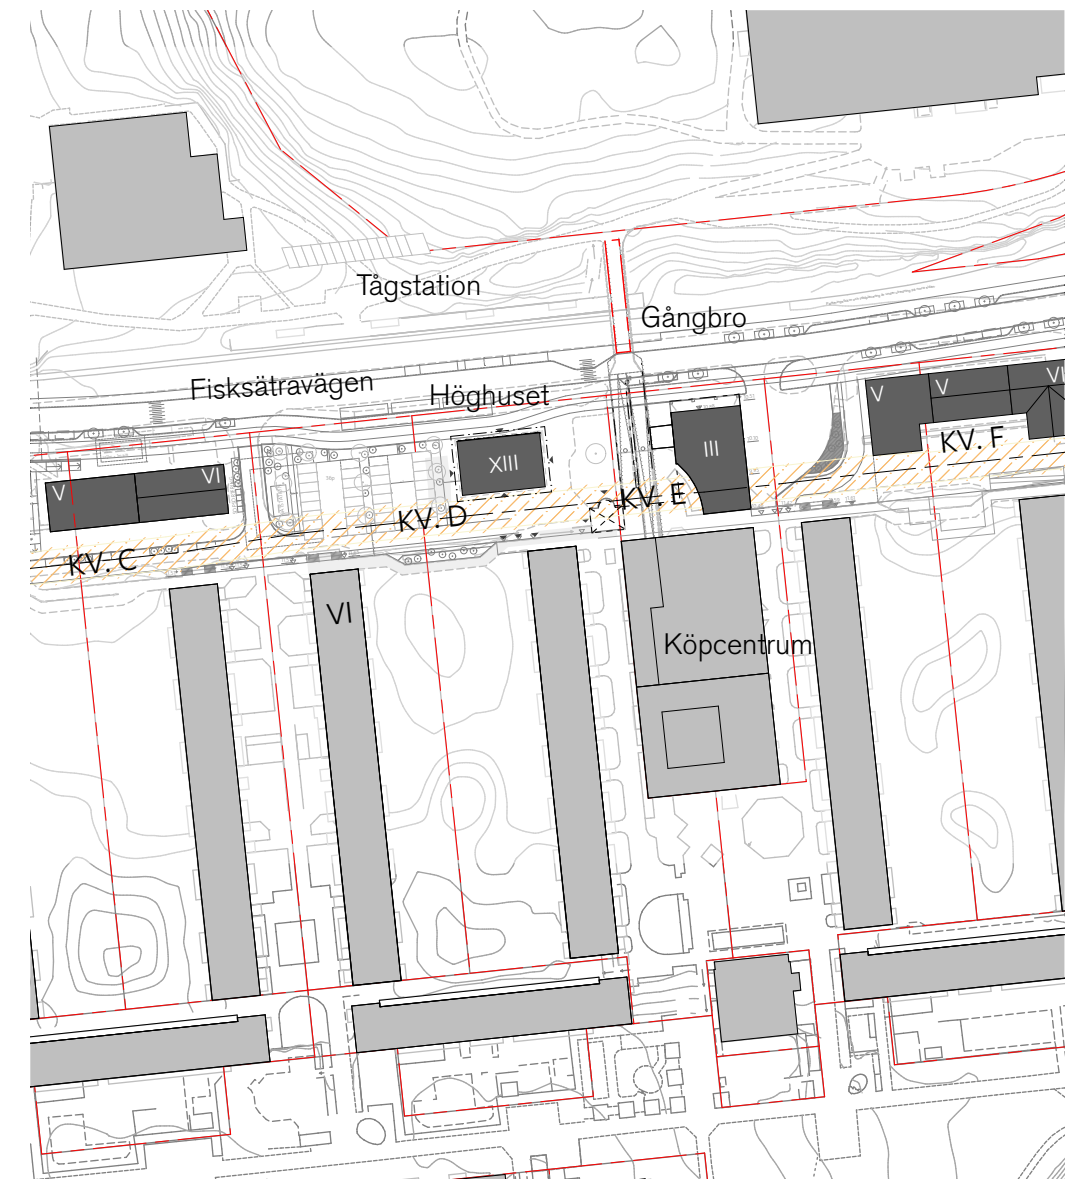 Tågstation
Gångbro
Fisksätravägen
Höghuset
V
V
VI
KV. F
III
XIII
V
VI
KV. E
KV. D
KV. C
VI
Köpcentrum